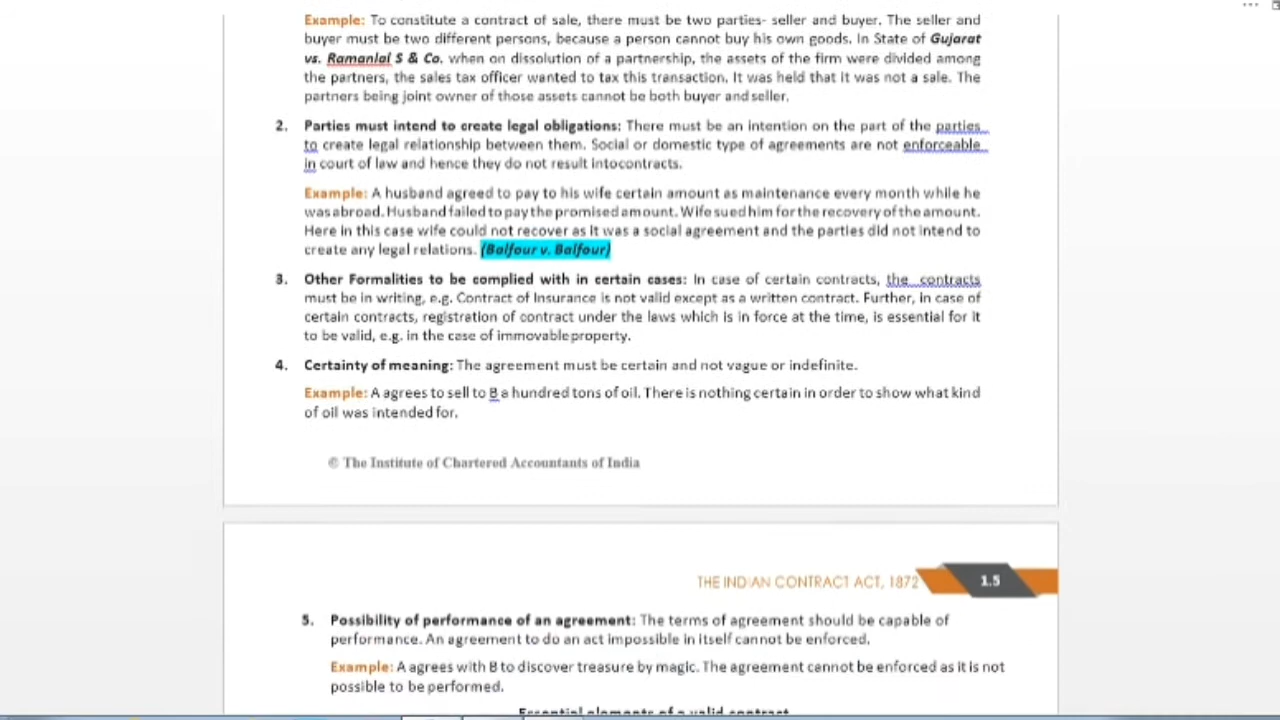 Example: To constitute a contract of sale, there must be two parties- seller and buyer. The seller and
buyer must be two different persons, because a person cannot buy his own goods. In State of Gujarat
vs. Ramanlal S & Co. when on dissolution of a partnership, the assets of the firm were divided among
the partners, the sales tax officer wanted to tax this transaction. It was held that it was not a sale. The
partners being joint owner of those assets cannot be both buyer and seller.
2. Parties must intend to create legal obligations: There must be an intention on the part of the parties
to create legal relationship between them. Social or domestic type of agreements are not enforceable
in court of law and hence they do not result intocontracts.
Example: A husband agreed to pay to his wife certain amount as maintenance every month while he
was abroad. Husband failed to pay the promised amount. Wife sued him for the recovery of the amount.
Here in this case wife could not recover as it was a social agreement and the parties did not intend to
create any legal relations. (Balfour v. Balfour)
3. Other Formalities to be complied with in certain cases: In case of certain contracts, the contracts
must be in writing, e.g. Contract of Insurance is not valid except as a written contract. Further, in case of
certain contracts, registration of contract under the laws which is in force at the time, is essential for it
to be valid, e.g. in the case of immovable property.
4. Certainty of meaning: The agreement must be certain and not vague or indefinite.
Example: A agrees to sell to B a hundred tons of oil. There is nothing certain in order to show what kind
of oil was intended for.
© The Institute of Chartered Accountants of India
THE INDIAN CONTRACT ACT, 1872 1.5
5. Possibility of performance of an agreement: The terms of agreement should be capable of
performance. An agreement to do an act impossible in itself cannot be enforced.
Example: A agrees with B to discover treasure by magic. The agreement cannot be enforced as it is not
possible to be performed.
Essential elements of a valid contract